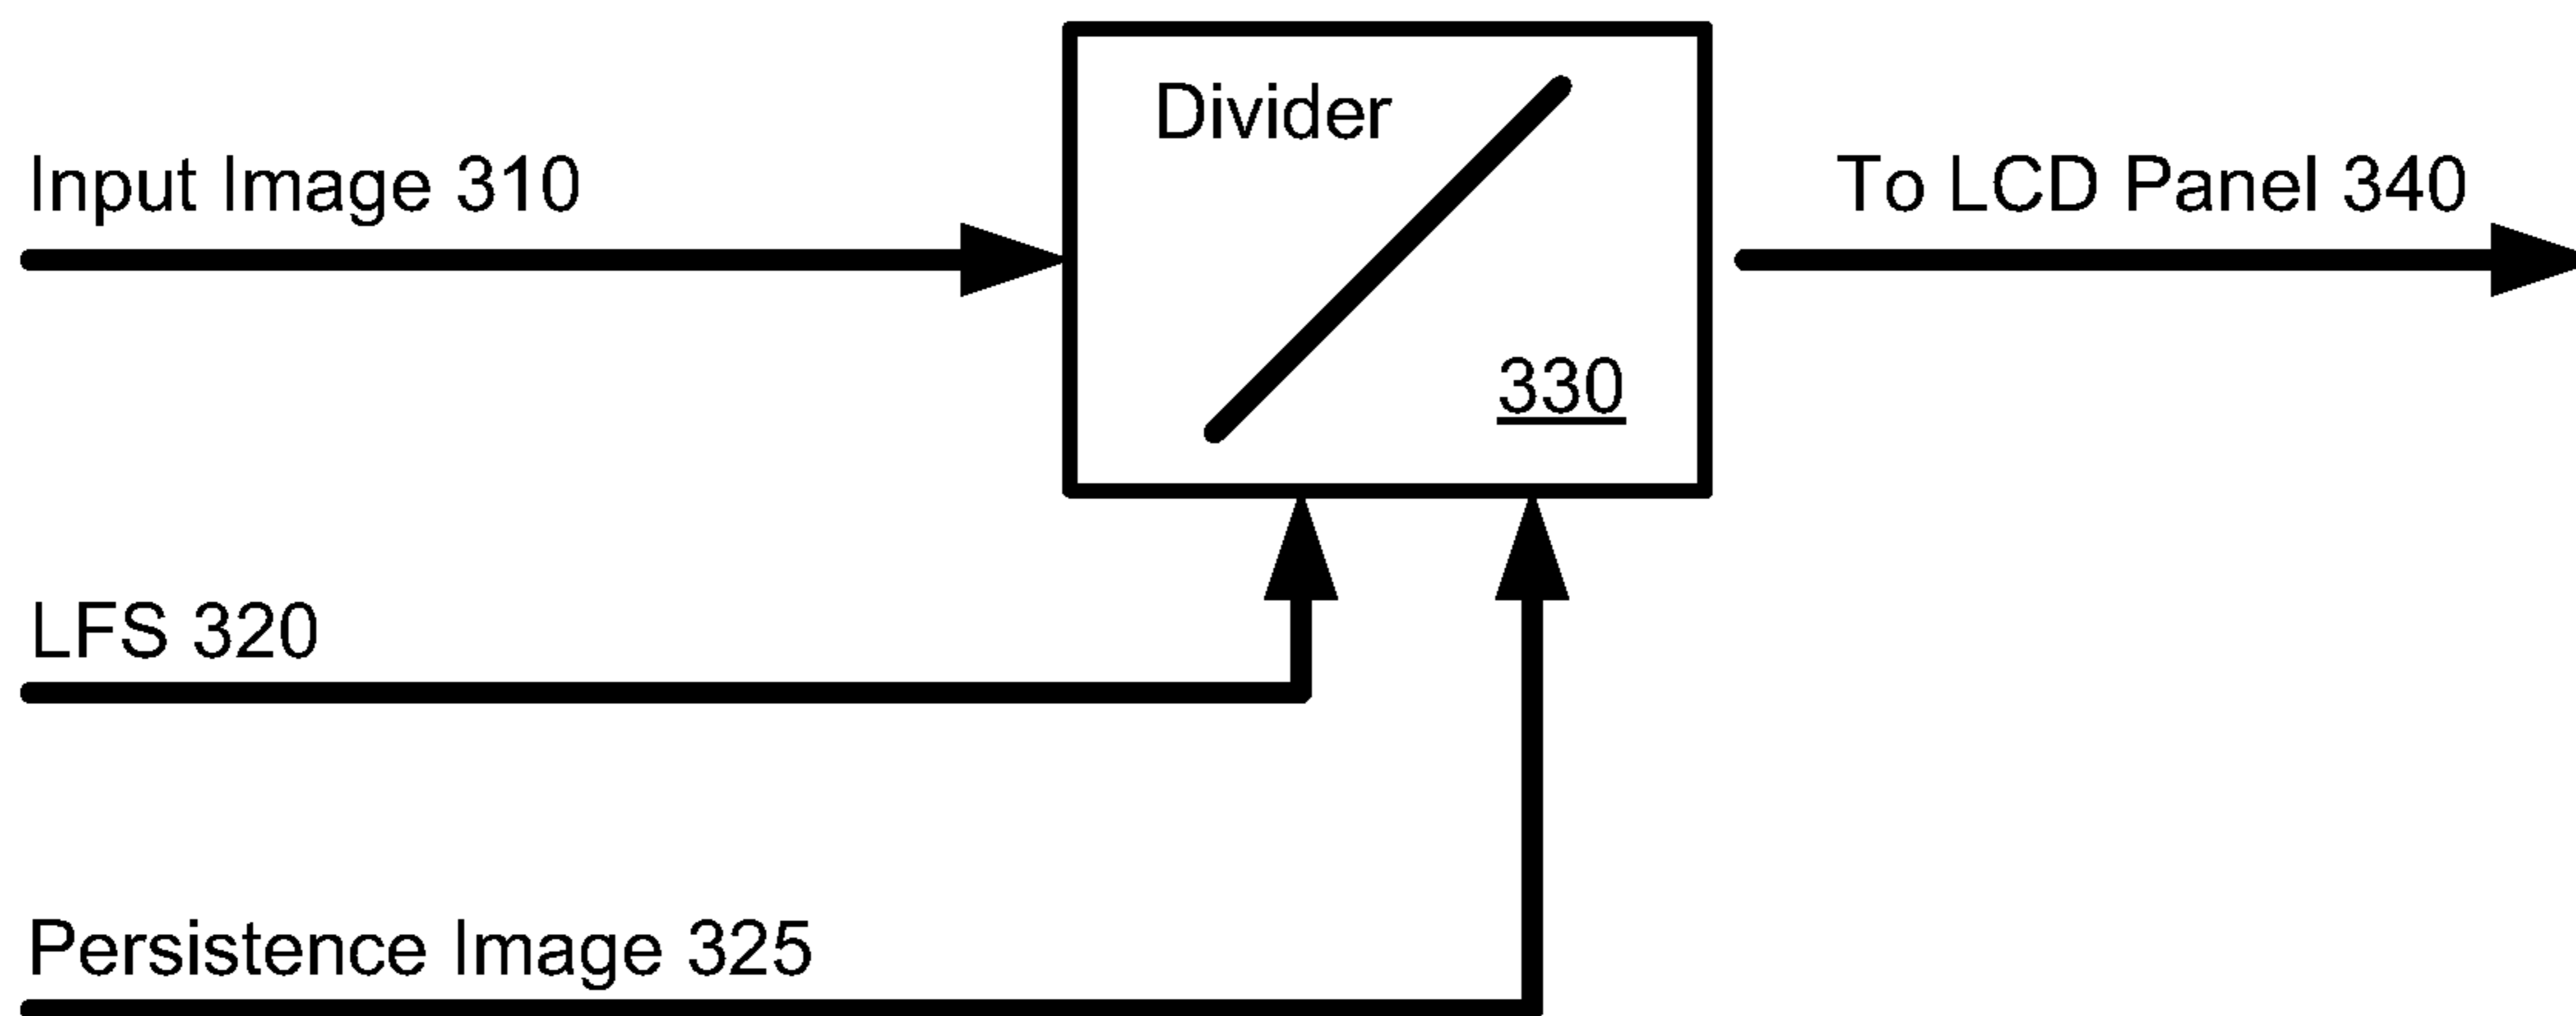 Divider
Input Image 310
To LCD Panel 340
330
LFS 320
Persistence Image 325